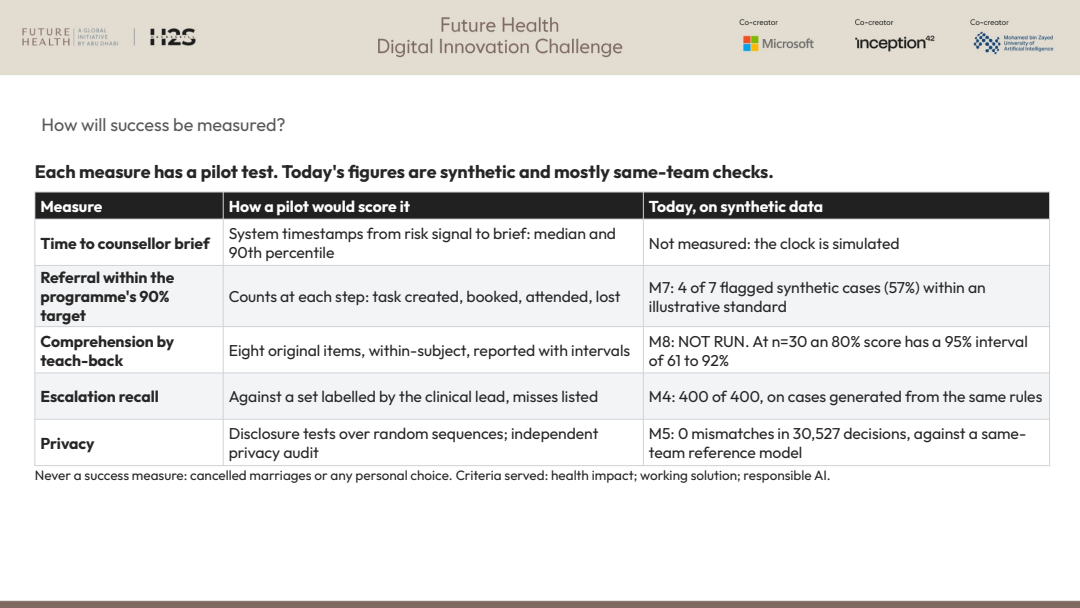 FUTURE HEALTH
A GLOBAL INITIATIVE BY ABU DHABI
H2S
Future Health
Digital Innovation Challenge
Co-creator
Microsoft
Co-creator
inception42
Co-creator
Mohamed bin Zayed University of Artificial Intelligence
How will success be measured?
Each measure has a pilot test. Today's figures are synthetic and mostly same-team checks.
Measure
How a pilot would score it
Today, on synthetic data
Time to counsellor brief
System timestamps from risk signal to brief: median and
90th percentile
Not measured: the clock is simulated
Referral within the
programme's 90%
target
Counts at each step: task created, booked, attended, lost
M7: 4 of 7 flagged synthetic cases (57%) within an
illustrative standard
Comprehension by
teach-back
Eight original items, within-subject, reported with intervals
M8: NOT RUN. At n=30 an 80% score has a 95% interval
of 61 to 92%
Escalation recall
Against a set labelled by the clinical lead, misses listed
M4: 400 of 400, on cases generated from the same rules
Privacy
Disclosure tests over random sequences; independent
privacy audit
M5: 0 mismatches in 30,527 decisions, against a same-
team reference model
Never a success measure: cancelled marriages or any personal choice. Criteria served: health impact; working solution; responsible AI.